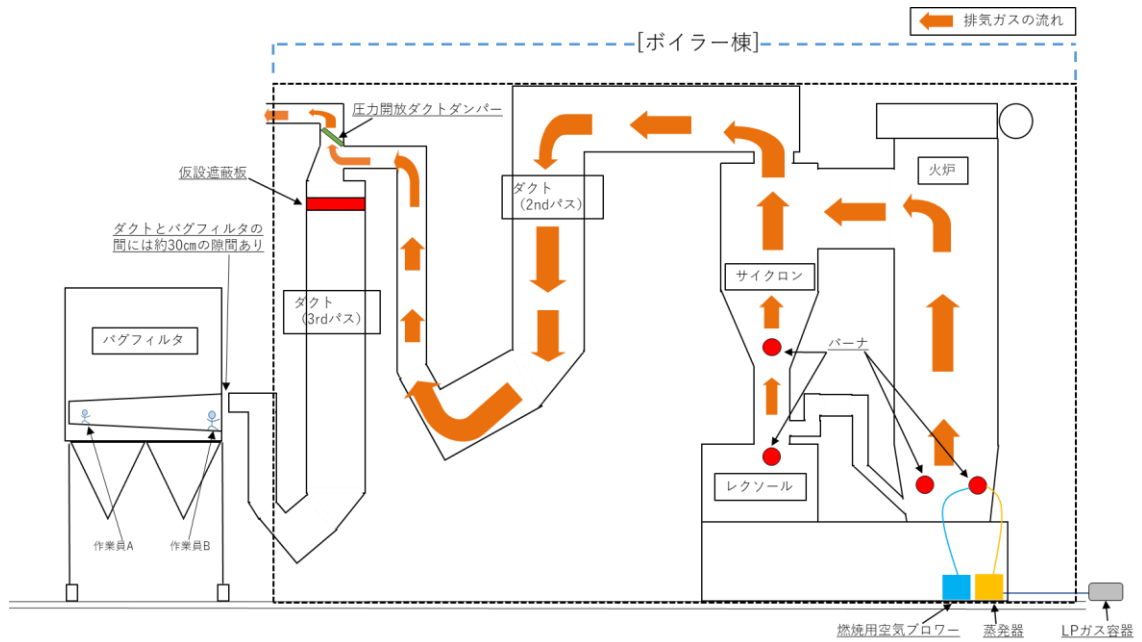 排気ガスの流れ
[ボイラー棟]
圧力開放ダクトダンパー
仮設遮蔽板
ダクト
（2ndパス）
火炉
ダクトとバグフィルタの
間には約30㎝の隙間あり
サイクロン
ダクト
（3rdパス）
バグフィルタ
バーナ
レクソール
作業員A
作業員B
燃焼用空気ブロワー
蒸発器
LPガス容器